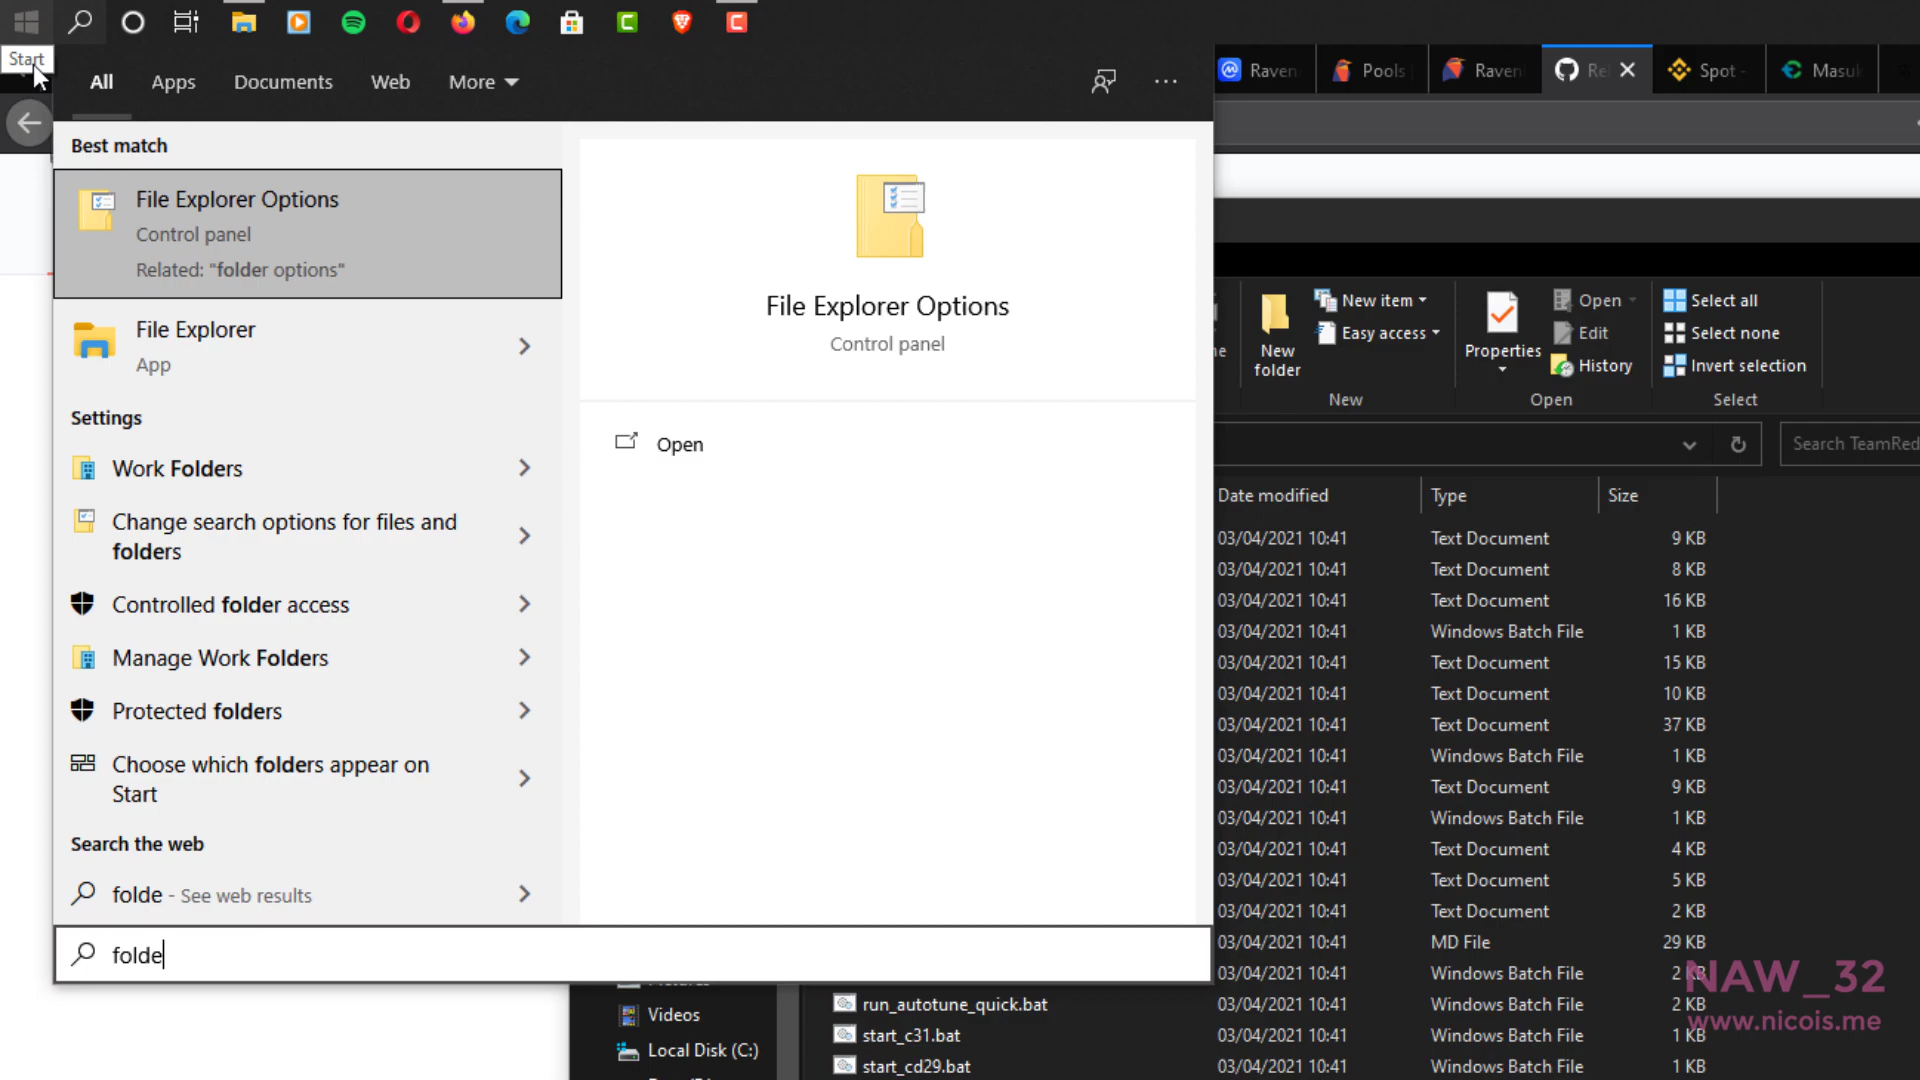 Start
All
Apps
Documents
Web
More
Raven
Pools
Raven
Rel
Spot -
Masuk
Best match
File Explorer Options
Control panel
Related: "folder options"
File Explorer
App
Settings
Work Folders
Change search options for files and
folders
Controlled folder access
Manage Work Folders
Protected folders
Choose which folders appear on
Start
Search the web
folde - See web results
folde
File Explorer Options
Control panel
Open
New
folder
New item
Easy access
New
Properties
Open
Edit
History
Open
Select all
Select none
Invert selection
Select
Search TeamRed
Date modified Type Size
03/04/2021 10:41 Text Document 9 KB
03/04/2021 10:41 Text Document 8 KB
03/04/2021 10:41 Text Document 16 KB
03/04/2021 10:41 Windows Batch File 1 KB
03/04/2021 10:41 Text Document 15 KB
03/04/2021 10:41 Text Document 10 KB
03/04/2021 10:41 Text Document 37 KB
03/04/2021 10:41 Windows Batch File 1 KB
03/04/2021 10:41 Text Document 9 KB
03/04/2021 10:41 Windows Batch File 1 KB
03/04/2021 10:41 Text Document 4 KB
03/04/2021 10:41 Text Document 5 KB
03/04/2021 10:41 Text Document 2 KB
03/04/2021 10:41 MD File 29 KB
03/04/2021 10:41 Windows Batch File 2 KB
run_autotune_quick.bat 03/04/2021 10:41 Windows Batch File 2 KB
start_c31.bat 03/04/2021 10:41 Windows Batch File 1 KB
start_cd29.bat 03/04/2021 10:41 Windows Batch File 1 KB
Videos
Local Disk (C:)
NAW_32
www.nicois.me